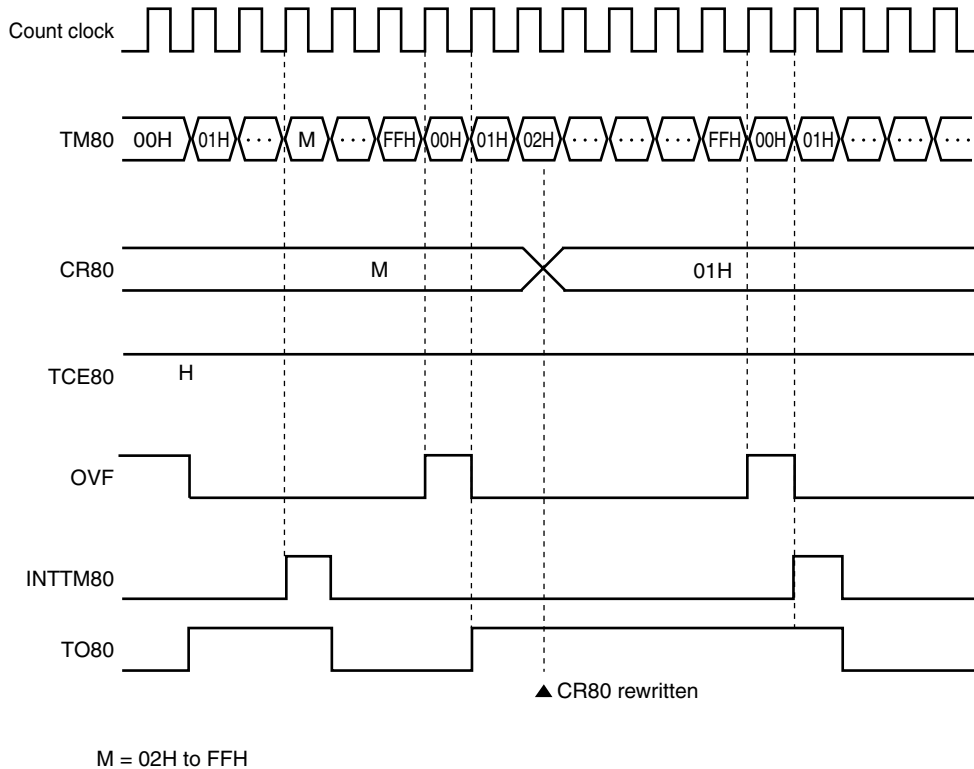 Count clock
TM80 00H 01H ··· M ··· FFH 00H 01H 02H ··· ··· ··· FFH 00H 01H ··· ··· ···
CR80 M 01H
TCE80 H
OVF
INTTM80
TO80
▲ CR80 rewritten
M = 02H to FFH